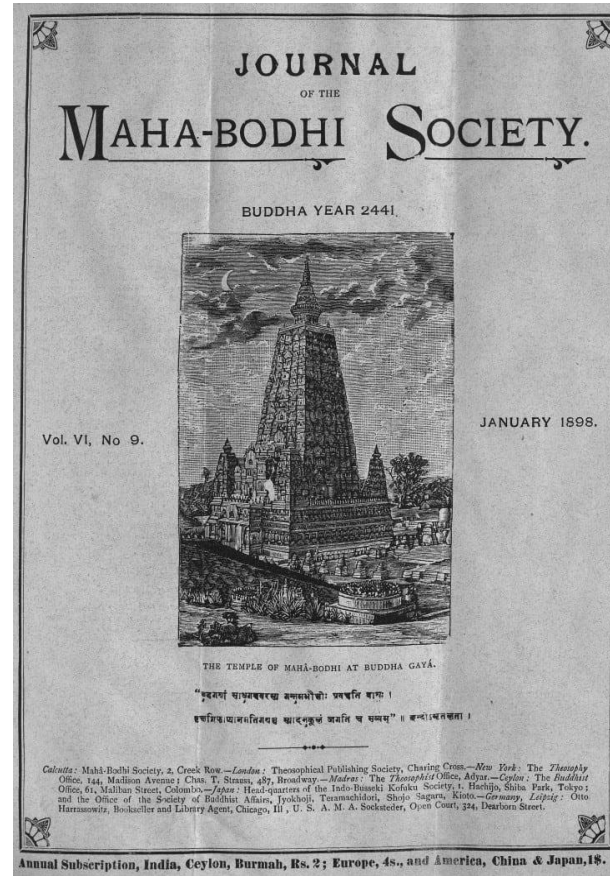 JOURNAL
OF THE
MAHA-BODHI SOCIETY.
BUDDHA YEAR 2441
Vol. VI, No 9.
JANUARY 1898.
THE TEMPLE OF MAHÂ-BODHI AT BUDDHA GAYÁ.
Calcutta: Mahâ-Bodhi Society, 2, Creek Row.—London: Theosophical Publishing Society, Charing Cross.—New York: The Theosophy
Office, 144, Madison Avenue; Chas. T. Strauss, 487, Broadway.—Madras: The Theosophist Office, Adyar.—Ceylon: The Buddhist
Office, 61, Maliban Street, Colombo.—Japan: Head-quarters of the Indo-Busseki Kofuku Society, 1, Hachijo, Shiba Park, Tokyo;
and the Office of the Society of Buddhist Affairs, Jyokhoji, Teramachidori, Shojo Sagaru, Kioto.—Germany, Leipzig: Otto
Harrassowitz, Bookseller and Library Agent, Chicago, Ill, U. S. A. M. A. Socksteder, Open Court, 324, Dearborn Street.
Annual Subscription, India, Ceylon, Burmah, Rs. 2; Europe, 4s., and America, China & Japan, 1$.